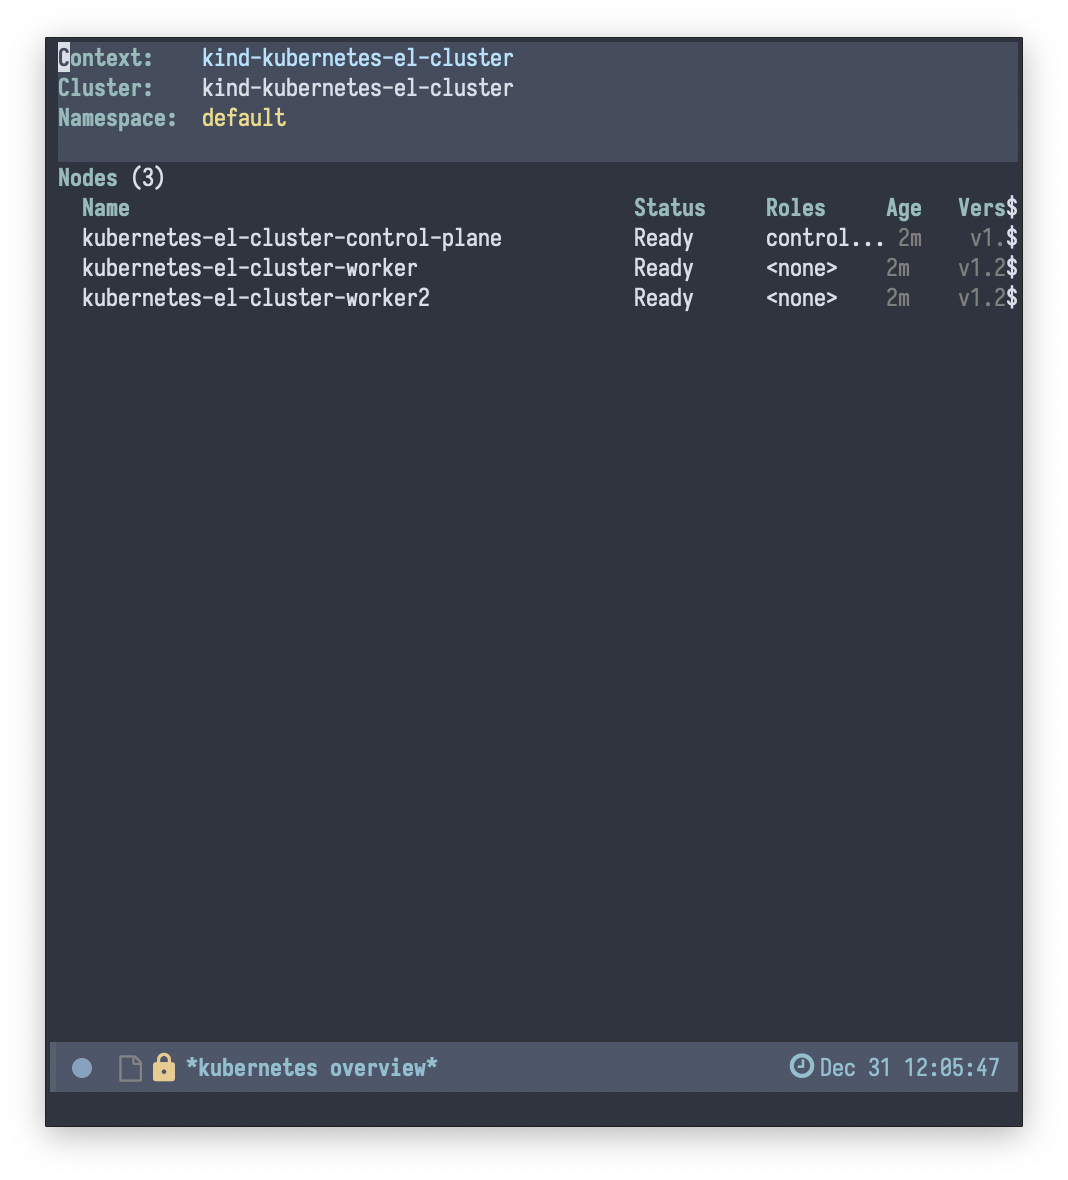 Context:    kind-kubernetes-el-cluster
Cluster:    kind-kubernetes-el-cluster
Namespace:  default
Nodes (3)
  Name                                          Status     Roles     Age   Vers$
  kubernetes-el-cluster-control-plane           Ready      control... 2m    v1.$
  kubernetes-el-cluster-worker                  Ready      <none>    2m    v1.2$
  kubernetes-el-cluster-worker2                 Ready      <none>    2m    v1.2$
*kubernetes overview* Dec 31 12:05:47